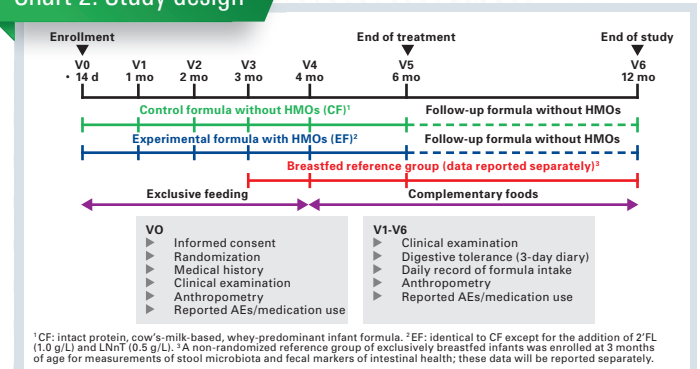 Chart 2: Study design
Enrollment
End of treatment
End of study
V0
V1
V2
V3
V4
V5
V6
• 14 d
1 mo
2 mo
3 mo
4 mo
6 mo
12 mo
Control formula without HMOs (CF)¹
Follow-up formula without HMOs
Experimental formula with HMOs (EF)²
Follow-up formula without HMOs
Breastfed reference group (data reported separately)³
Exclusive feeding
Complementary foods
VO
Informed consent
Randomization
Medical history
Clinical examination
Anthropometry
Reported AEs/medication use
V1-V6
Clinical examination
Digestive tolerance (3-day diary)
Daily record of formula intake
Anthropometry
Reported AEs/medication use
¹CF: intact protein, cow's-milk-based, whey-predominant infant formula. ²EF: identical to CF except for the addition of 2'FL
(1.0 g/L) and LNnT (0.5 g/L). ³A non-randomized reference group of exclusively breastfed infants was enrolled at 3 months
of age for measurements of stool microbiota and fecal markers of intestinal health; these data will be reported separately.